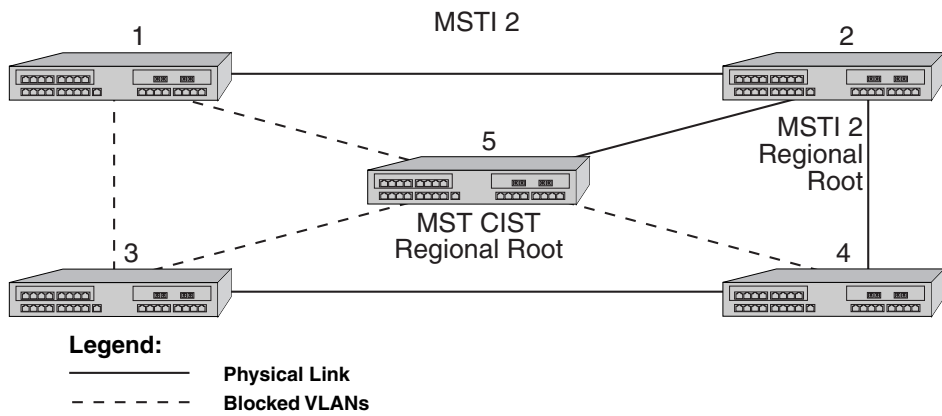 MSTI 2
1
2
5
MSTI 2
Regional
Root
MST CIST
Regional Root
3
4
Legend:
Physical Link
Blocked VLANs